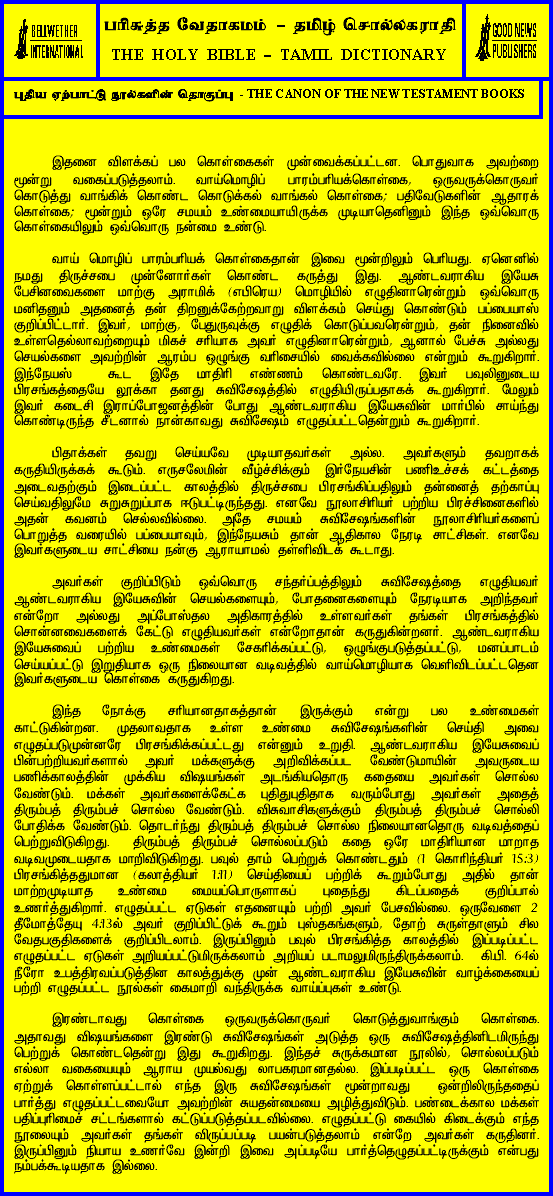 BELLWETHER
INTERNATIONAL
பரிசுத்த வேதாகமம் – தமிழ் சொல்லகராதி
THE HOLY BIBLE – TAMIL DICTIONARY
GOOD NEWS
PUBLISHERS
புதிய ஏற்பாட்டு நூல்களின் தொகுப்பு - THE CANON OF THE NEW TESTAMENT BOOKS
இதனை விளக்கப் பல கொள்கைகள் முன்வைக்கப்பட்டன. பொதுவாக அவற்றை
மூன்று வகைப்படுத்தலாம். வாய்மொழிப் பாரம்பரியக்கொள்கை, ஒருவருக்கொருவர்
கொடுத்து வாங்கிக் கொண்ட கொடுக்கல் வாங்கல் கொள்கை; பதிவேடுகளின் ஆதாரக்
கொள்கை; மூன்றும் ஒரே சமயம் உண்மையாயிருக்க முடியாதெனினும் இந்த ஒவ்வொரு
கொள்கையிலும் ஒவ்வொரு நன்மை உண்டு.
வாய் மொழிப் பாரம்பரியக் கொள்கைதான் இவை மூன்றிலும் பெரியது. ஏனெனில்
நமது திருச்சபை முன்னோர்கள் கொண்ட கருத்து இது. ஆண்டவராகிய இயேசு
பேசினவைகளை மாற்கு அராமிக் (எபிரெய) மொழியில் எழுதினாரென்றும் ஒவ்வொரு
மனிதனும் அதனைத் தன் திறனுக்கேற்றவாறு விளக்கம் செய்து கொண்டும் பப்பையாஸ்
குறிப்பிட்டார். இவர், மாற்கு, பேதுருவுக்கு எழுதிக் கொடுப்பவரென்றும், தன் நினைவில்
உள்ளதெல்லாவற்றையும் மிகச் சரியாக அவர் எழுதினாரென்றும், ஆனால் பேச்சு அல்லது
செயல்களை அவற்றின் ஆரம்ப ஒழுங்கு வரிசையில் வைக்கவில்லை என்றும் கூறுகிறார்.
இந்நேயஸ் கூட இதே மாதிரி எண்ணம் கொண்டவரே. இவர் பவுலினுடைய
பிரசங்கத்தையே லூக்கா தனது சுவிசேஷத்தில் எழுதியிருப்பதாகக் கூறுகிறார். மேலும்
இவர் கடைசி இராப்போஜனத்தின் போது ஆண்டவராகிய இயேசுவின் மார்பில் சாய்ந்து
கொண்டிருந்த சீடனால் நான்காவது சுவிசேஷம் எழுதப்பட்டதென்றும் கூறுகிறார்.
பிதாக்கள் தவறு செய்யவே முடியாதவர்கள் அல்ல. அவர்களும் தவறாகக்
கருதியிருக்கக் கூடும். எருசலேமின் வீழ்ச்சிக்கும் இர்நேயசின் பணிஉச்சக் கட்டத்தை
அடைவதற்கும் இடைப்பட்ட காலத்தில் திருச்சபை பிரசங்கிப்பதிலும் தன்னைத் தற்காப்பு
செய்வதிலுமே சுறுசுறுப்பாக ஈடுபட்டிருந்தது. எனவே நூலாசிரியர் பற்றிய பிரச்சினைகளில்
அதன் கவனம் செல்லவில்லை. அதே சமயம் சுவிசேஷங்களின் நூலாசிரியர்களைப்
பொறுத்த வரையில் பப்பையாவும், இந்நேயசும் தான் ஆதிகால நேரடி சாட்சிகள். எனவே
இவர்களுடைய சாட்சியை நன்கு ஆராயாமல் தள்ளிவிடக் கூடாது.
அவர்கள் குறிப்பிடும் ஒவ்வொரு சந்தர்ப்பத்திலும் சுவிசேஷத்தை எழுதியவர்
ஆண்டவராகிய இயேசுவின் செயல்களையும், போதனைகளையும் நேரடியாக அறிந்தவர்
என்றோ அல்லது அப்போஸ்தல அதிகாரத்தில் உள்ளவர்கள் தங்கள் பிரசங்கத்தில்
சொன்னவைகளைக் கேட்டு எழுதியவர்கள் என்றோதான் கருதுகின்றனர். ஆண்டவராகிய
இயேசுவைப் பற்றிய உண்மைகள் சேகரிக்கப்பட்டு, ஒழுங்குபடுத்தப்பட்டு, மனப்பாடம்
செய்யப்பட்டு இறுதியாக ஒரு நிலையான வடிவத்தில் வாய்மொழியாக வெளிவிடப்பட்டதென
இவர்களுடைய கொள்கை கருதுகிறது.
இந்த நோக்கு சரியானதாகத்தான் இருக்கும் என்று பல உண்மைகள்
காட்டுகின்றன. முதலாவதாக உள்ள உண்மை சுவிசேஷங்களின் செய்தி அவை
எழுதப்படுமுன்னரே பிரசங்கிக்கப்பட்டது என்னும் உறுதி. ஆண்டவராகிய இயேசுவைப்
பின்பற்றியவர்களால் அவர் மக்களுக்கு அறிவிக்கப்பட வேண்டுமாயின் அவருடைய
பணிக்காலத்தின் முக்கிய விஷயங்கள் அடங்கியதொரு கதையை அவர்கள் சொல்ல
வேண்டும். மக்கள் அவர்களைக்கேட்க புதிதுபுதிதாக வரும்போது அவர்கள் அதைத்
திரும்பத் திரும்பச் சொல்ல வேண்டும். விசுவாசிகளுக்கும் திரும்பத் திரும்பச் சொல்லி
போதிக்க வேண்டும். தொடர்ந்து திரும்பத் திரும்பச் சொல்ல நிலையானதொரு வடிவத்தைப்
பெற்றுவிடுகிறது. திரும்பத் திரும்பச் சொல்லப்படும் கதை ஒரே மாதிரியான மாறாத
வடிவமுடையதாக மாறிவிடுகிறது. பவுல் தாம் பெற்றுக் கொண்டதும் (1 கொரிந்தியர் 15:3)
பிரசங்கித்ததுமான (கலாத்தியர் 1:11) செய்தியைப் பற்றிக் கூறும்போது அதில் தான்
மாற்றமுடியாத உண்மை மையப்பொருளாகப் புதைந்து கிடப்பதைக் குறிப்பால்
உணர்த்துகிறார். எழுதப்பட்ட ஏடுகள் எதனையும் பற்றி அவர் பேசவில்லை. ஒருவேளை 2
தீமோத்தேயு 4:13ல் அவர் குறிப்பிட்டுக் கூறும் புஸ்தகங்களும், தோற் சுருள்தாளும் சில
வேதபகுதிகளைக் குறிப்பிடலாம். இருப்பினும் பவுல் பிரசங்கித்த காலத்தில் இப்படிப்பட்ட
எழுதப்பட்ட ஏடுகள் அறியப்பட்டுமிருக்கலாம் அறியப் படாமலுமிருந்திருக்கலாம். கி.பி. 64ல்
நீரோ உபத்திரவப்படுத்தின காலத்துக்கு முன் ஆண்டவராகிய இயேசுவின் வாழ்க்கையைப்
பற்றி எழுதப்பட்ட நூல்கள் கைமாறி வந்திருக்க வாய்ப்புகள் உண்டு.
இரண்டாவது கொள்கை ஒருவருக்கொருவர் கொடுத்துவாங்கும் கொள்கை.
அதாவது விஷயங்களை இரண்டு சுவிசேஷங்கள் அடுத்த ஒரு சுவிசேஷத்தினிடமிருந்து
பெற்றுக் கொண்டதென்று இது கூறுகிறது. இந்தச் சுருக்கமான நூலில், சொல்லப்படும்
எல்லா வகையையும் ஆராய முயல்வது லாபகரமானதல்ல. இப்படிப்பட்ட ஒரு கொள்கை
ஏற்றுக் கொள்ளப்பட்டால் எந்த இரு சுவிசேஷங்கள் மூன்றாவது ஒன்றிலிருந்ததைப்
பார்த்து எழுதப்பட்டவையோ அவற்றின் சுயதன்மையை அழித்துவிடும். பண்டைக்கால மக்கள்
பதிப்புரிமைச் சட்டங்களால் கட்டுப்படுத்தப்படவில்லை. எழுதப்பட்டு கையில் கிடைக்கும் எந்த
நூலையும் அவர்கள் தங்கள் விருப்பப்படி பயன்படுத்தலாம் என்றே அவர்கள் கருதினர்.
இருப்பினும் நியாய உணர்வே இன்றி இவை அப்படியே பார்த்தெழுதப்பட்டிருக்கும் என்பது
நம்பக்கூடியதாக இல்லை.